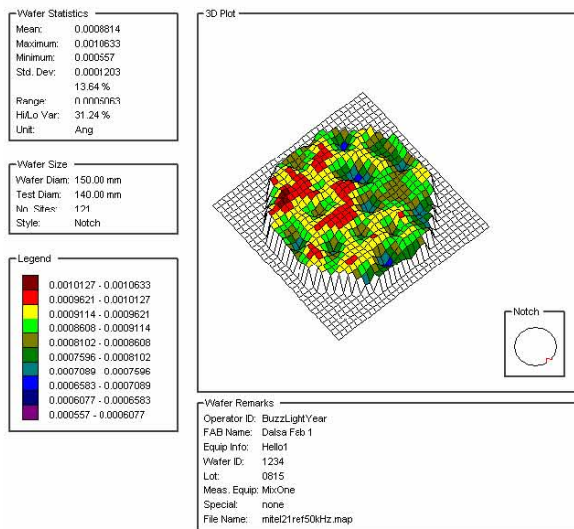 Wafer Statistics
Mean: 0.0008814
Maximum: 0.0010633
Minimum: 0.000557
Std. Dev: 0.0001203
13.64 %
Range: 0.0005063
Hi/Lo Var: 31.24 %
Unit: Ang
Wafer Size
Wafer Diam: 150.00 mm
Test Diam: 140.00 mm
No. Sites: 121
Style: Notch
Legend
0.0010127 - 0.0010633
0.0009621 - 0.0010127
0.0009114 - 0.0009621
0.0008608 - 0.0009114
0.0008102 - 0.0008608
0.0007596 - 0.0008102
0.0007089 0.0007596
0.0006583 - 0.0007089
0.0006077 - 0.0006583
0.000557 - 0.0006077
3D Plot
Notch
Wafer Remarks
Operator ID: BuzzLightYear
FAB Name: Dalsa Fab 1
Equip Info: Hello1
Wafer ID: 1234
Lot: 0815
Meas. Equip: MixOne
Special: none
File Name: mitel21ref50kHz.map